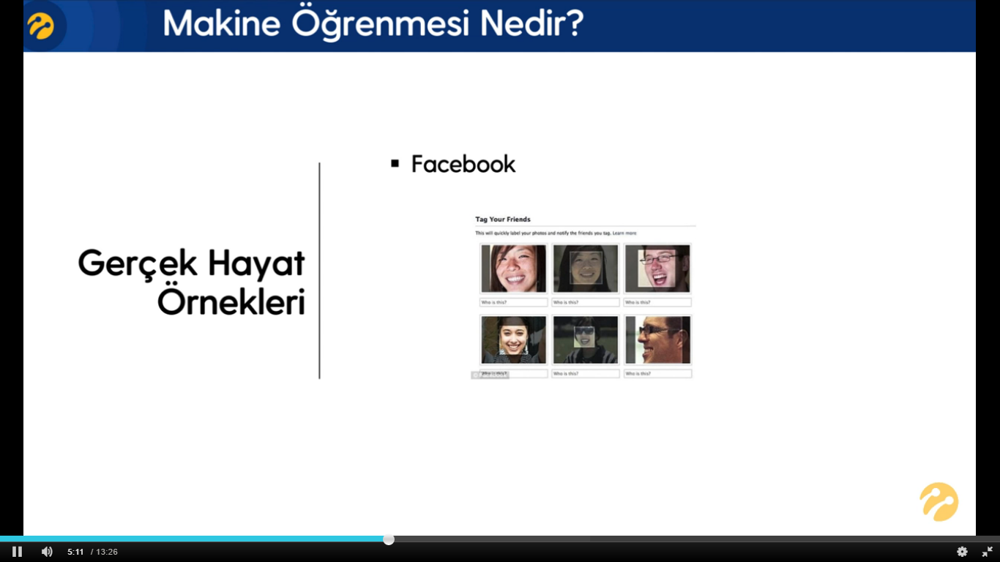 Makine Öğrenmesi Nedir?
Gerçek Hayat
Örnekleri
▪ Facebook
Tag Your Friends
This will quickly label your photos and notify the friends you tag. Learn more
Who is this?
Who is this?
Who is this?
Who is this?
Who is this?
Who is this?
5:11 / 13:26